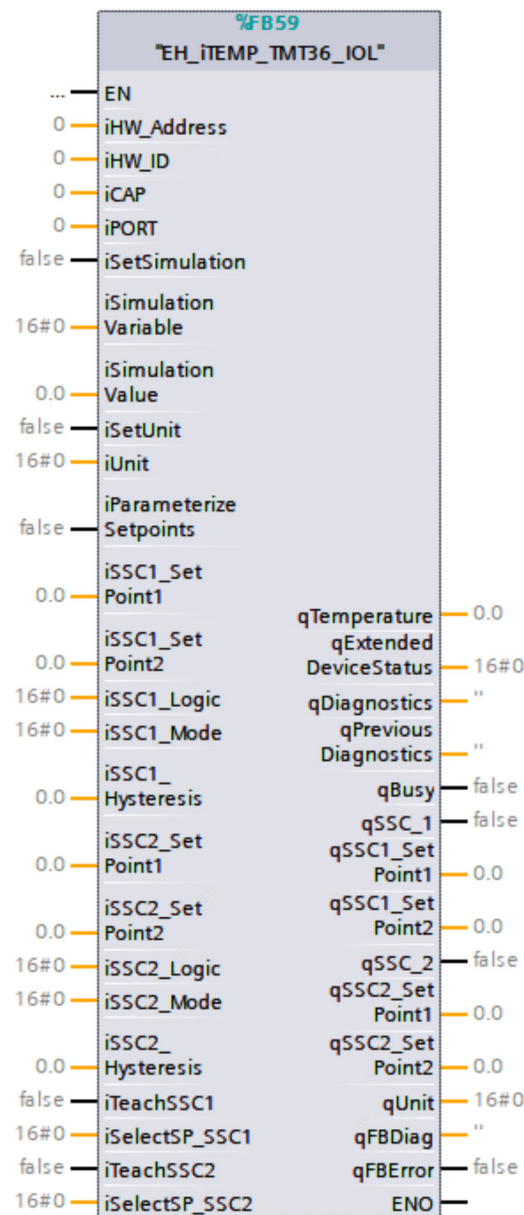 %FB59
"EH_iTEMP_TMT36_IOL"
... EN
0 iHW_Address
0 iHW_ID
0 iCAP
0 iPORT
false iSetSimulation
iSimulation
16#0 Variable
iSimulation
0.0 Value
false iSetUnit
16#0 iUnit
iParameterize
false Setpoints
iSSC1_Set
0.0 Point1
iSSC1_Set
0.0 Point2
16#0 iSSC1_Logic
16#0 iSSC1_Mode
iSSC1_
0.0 Hysteresis
iSSC2_Set
0.0 Point1
iSSC2_Set
0.0 Point2
16#0 iSSC2_Logic
16#0 iSSC2_Mode
iSSC2_
0.0 Hysteresis
false iTeachSSC1
16#0 iSelectSP_SSC1
false iTeachSSC2
16#0 iSelectSP_SSC2
qTemperature 0.0
qExtended
DeviceStatus 16#0
qDiagnostics ''
qPrevious
Diagnostics ''
qBusy false
qSSC_1 false
qSSC1_Set
Point1 0.0
qSSC1_Set
Point2 0.0
qSSC_2 false
qSSC2_Set
Point1 0.0
qSSC2_Set
Point2 0.0
qUnit 16#0
qFBDiag ''
qFBError false
ENO